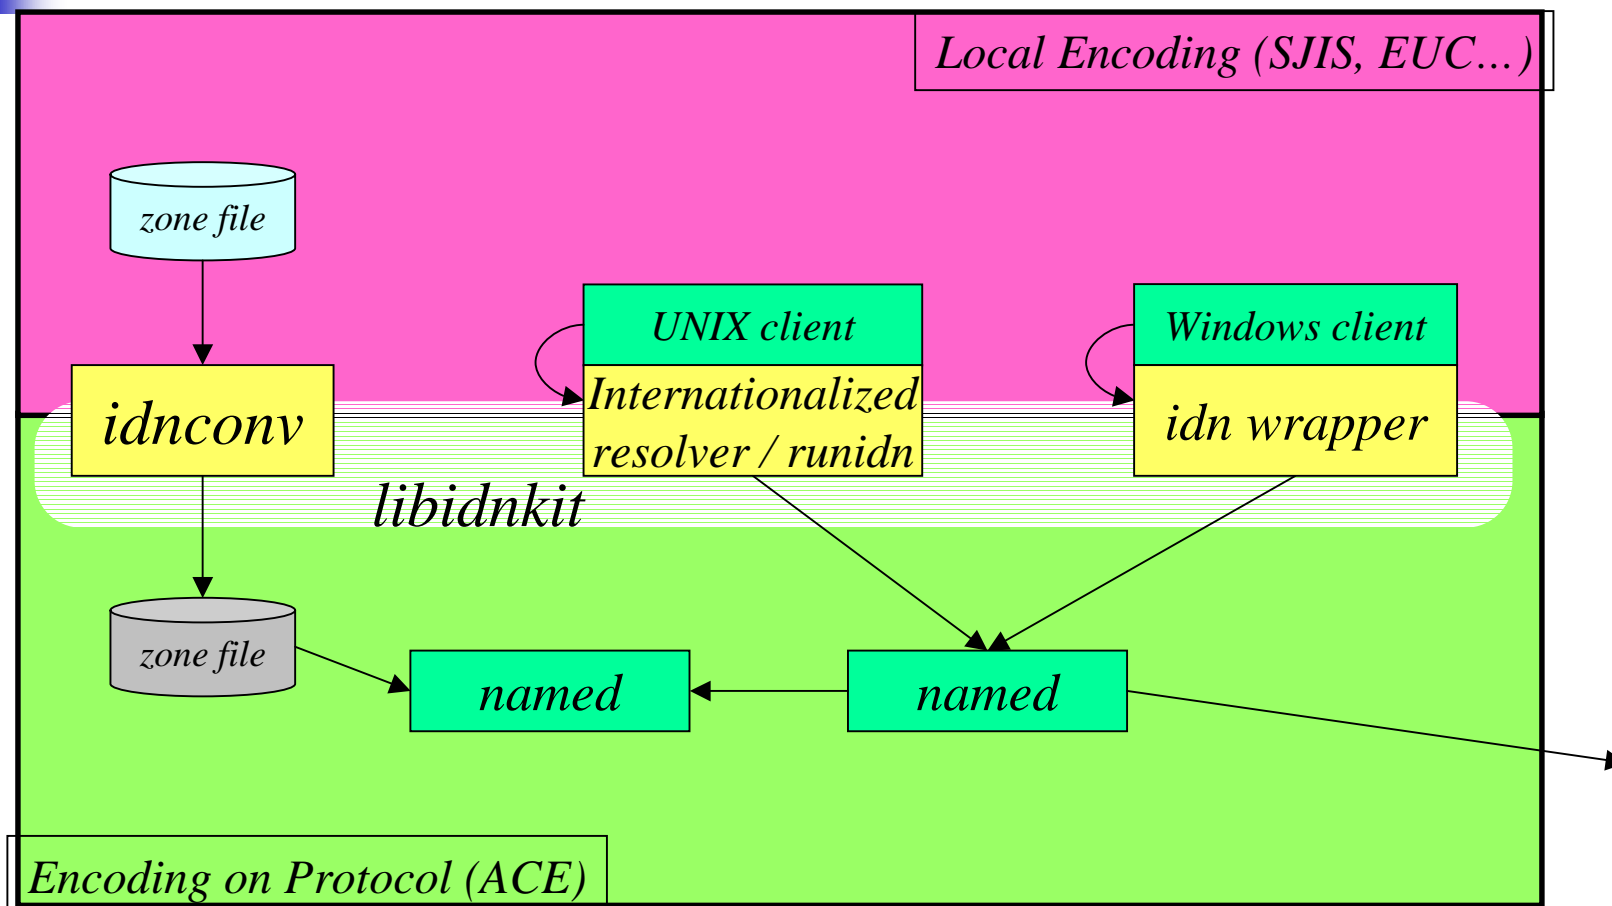 Local Encoding (SJIS, EUC...)
zone file
UNIX client
Windows client
idnconv
Internationalized
resolver / runidn
idn wrapper
libidnkit
zone file
named
named
Encoding on Protocol (ACE)